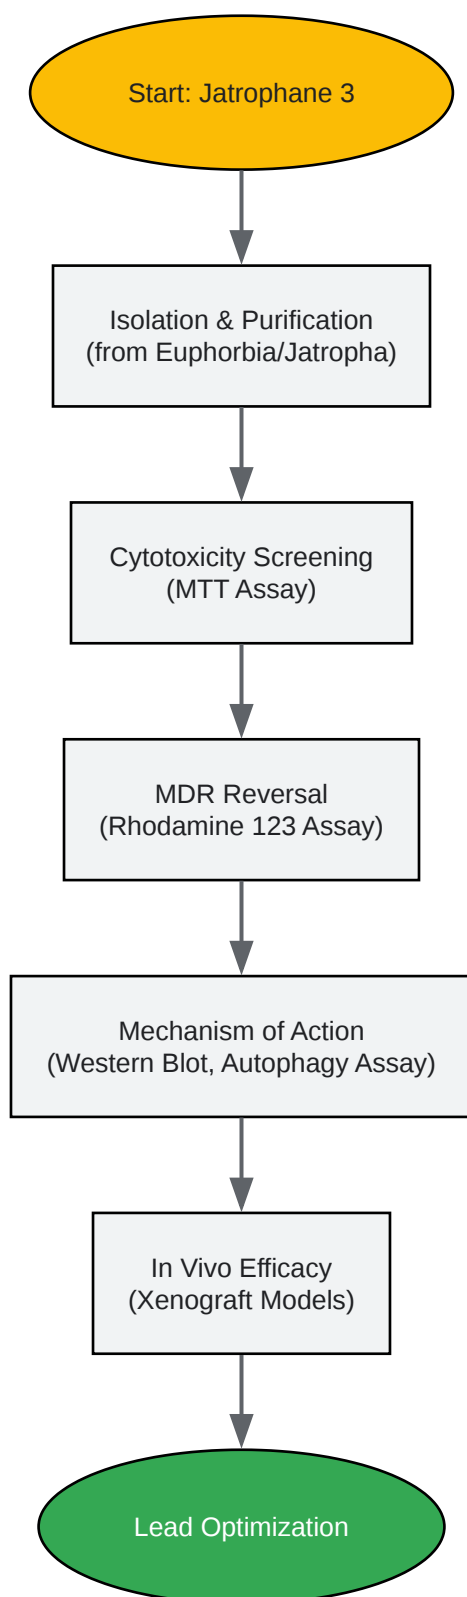 Start: Jatrophane 3
Isolation & Purification
(from Euphorbia/Jatropha)
Cytotoxicity Screening
(MTT Assay)
MDR Reversal
(Rhodamine 123 Assay)
Mechanism of Action
(Western Blot, Autophagy Assay)
In Vivo Efficacy
(Xenograft Models)
Lead Optimization